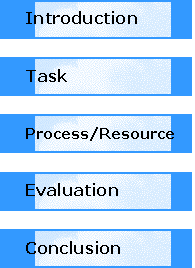 Introduction
Task
Process/Resource
Evaluation
Conclusion